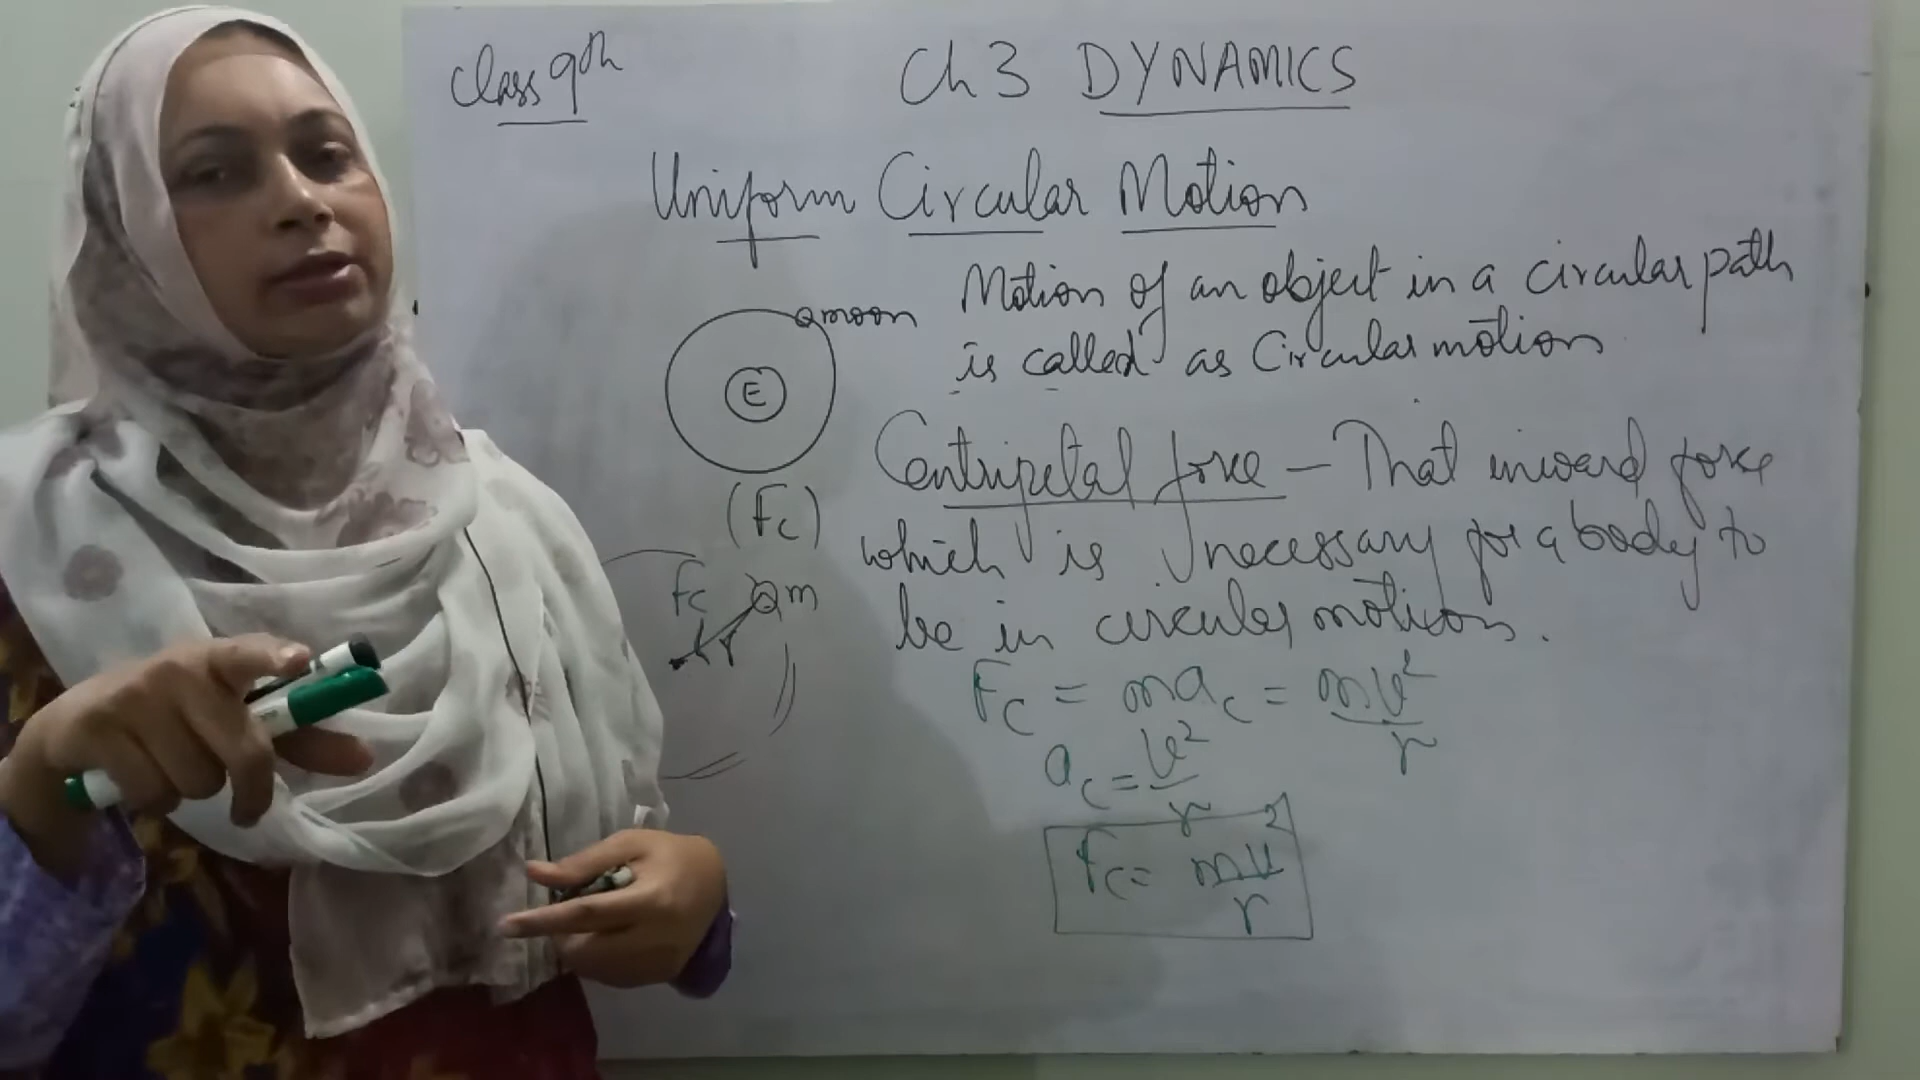 Class 9th
Ch 3 DYNAMICS
Uniform Circular Motion
moon
E
(Fc)
Fc
m
r
Motion of an object in a circular path
is called as Circular motion
Centripetal force – That inward force
which is necessary for a body to
be in circular motion.
Fc = mac = mv²/r
ac = v²/r
Fc = mv²/r